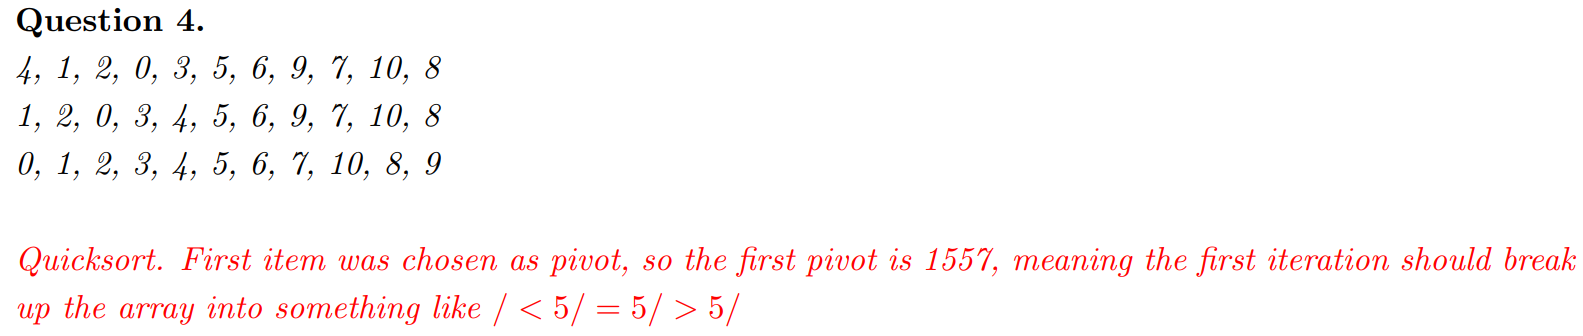 Question 4.
4, 1, 2, 0, 3, 5, 6, 9, 7, 10, 8
1, 2, 0, 3, 4, 5, 6, 9, 7, 10, 8
0, 1, 2, 3, 4, 5, 6, 7, 10, 8, 9
Quicksort. First item was chosen as pivot, so the first pivot is 1557, meaning the first iteration should break
up the array into something like / < 5/ = 5/ > 5/